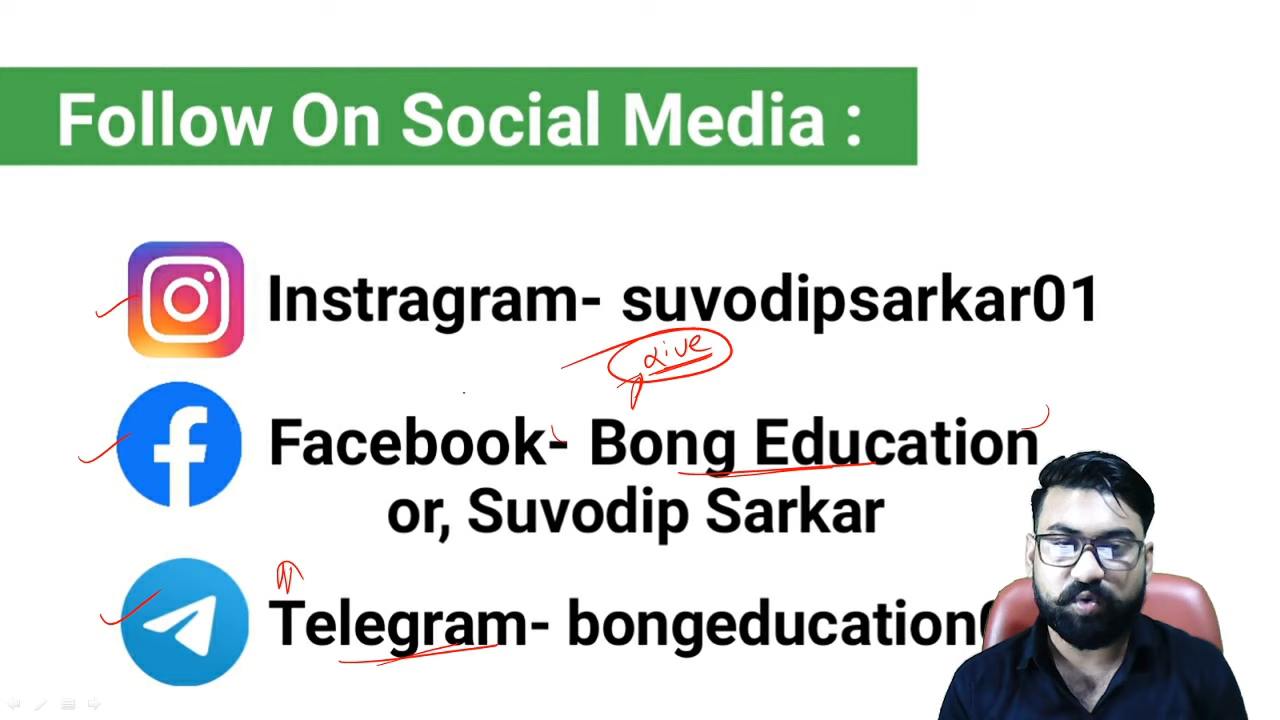 Follow On Social Media :
Instragram- suvodipsarkar01
Live
Facebook- Bong Education
or, Suvodip Sarkar
Telegram- bongeducation